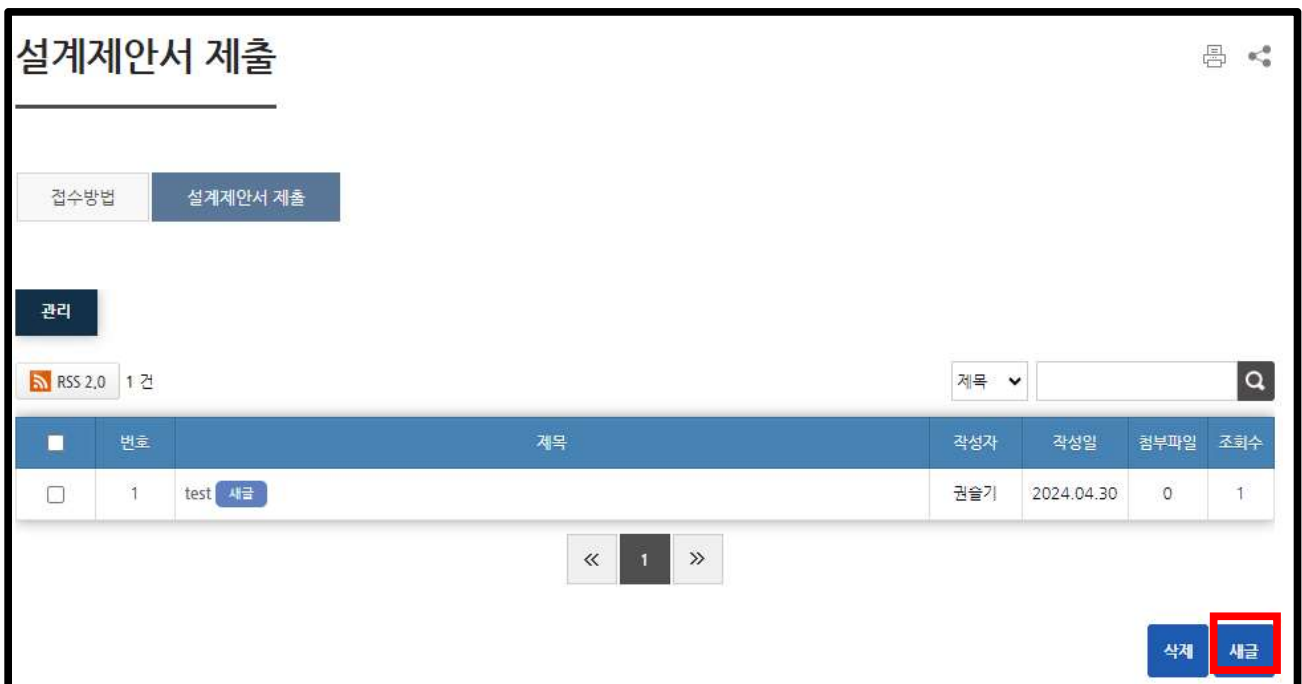 설계제안서 제출
접수방법 설계제안서 제출
관리
RSS 2.0 1 건 제목
번호 제목 작성자 작성일 첨부파일 조회수
1 test 새글 권슬기 2024.04.30 0 1
« 1 »
삭제 새글